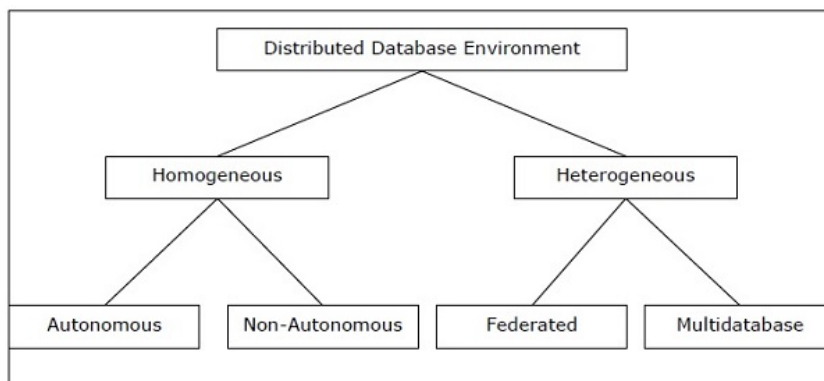 Distributed Database Environment
Homogeneous
Heterogeneous
Autonomous
Non-Autonomous
Federated
Multidatabase